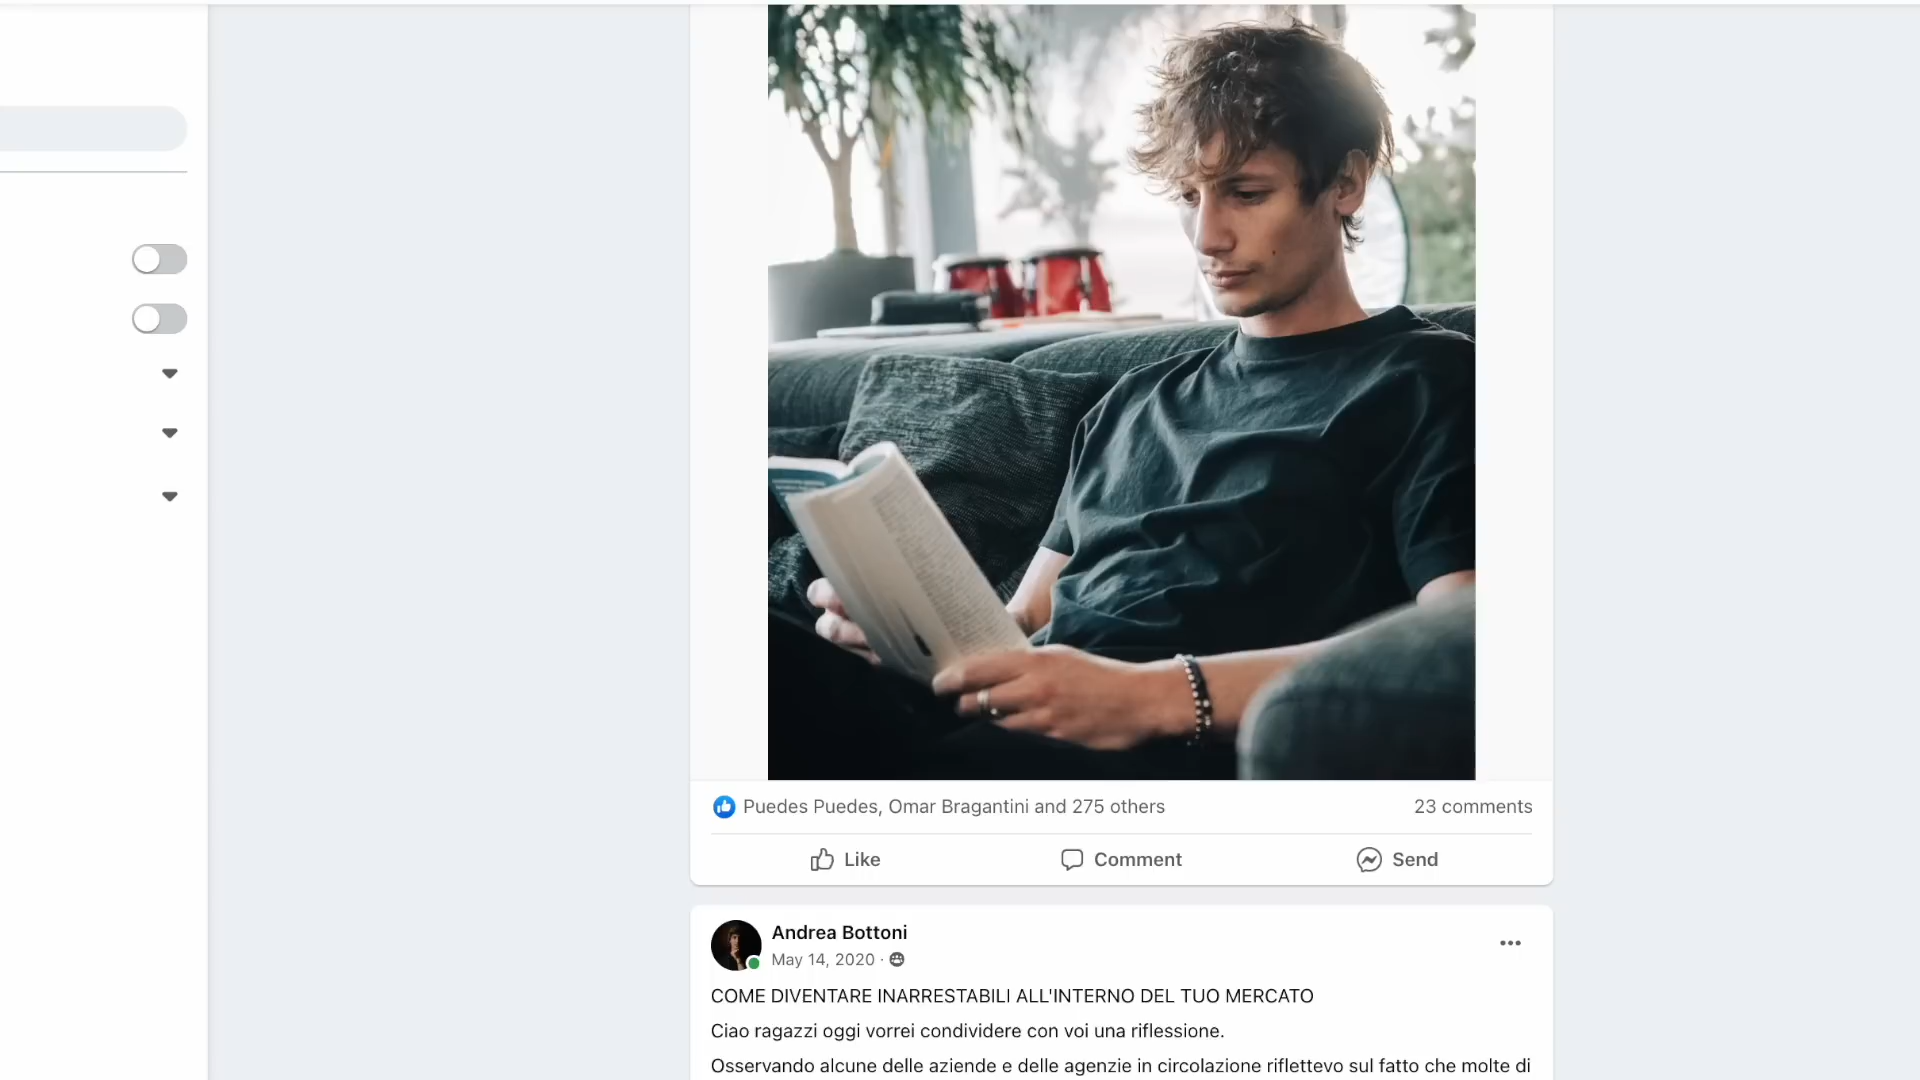 Puedes Puedes, Omar Bragantini and 275 others
23 comments
Like
Comment
Send
Andrea Bottoni
May 14, 2020 ·
COME DIVENTARE INARRESTABILI ALL'INTERNO DEL TUO MERCATO
Ciao ragazzi oggi vorrei condividere con voi una riflessione.
Osservando alcune delle aziende e delle agenzie in circolazione riflettevo sul fatto che molte di